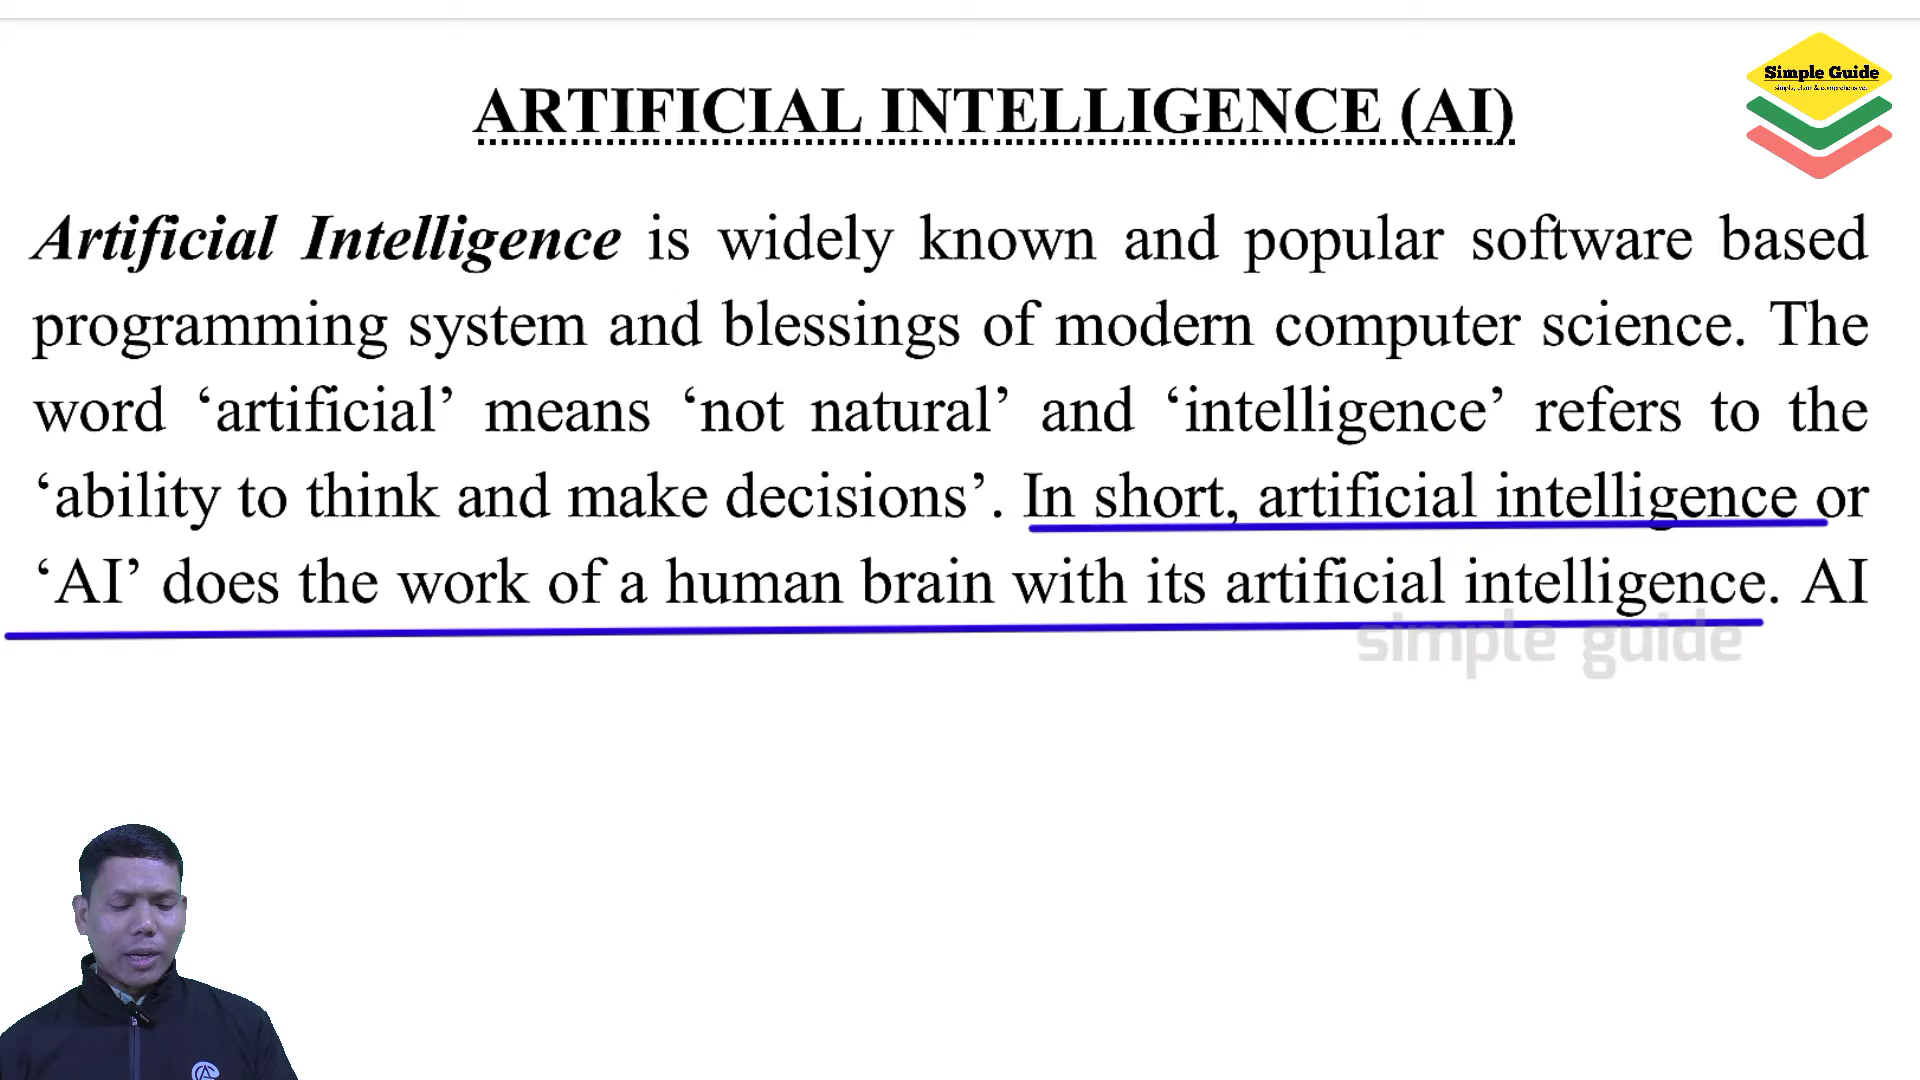 ARTIFICIAL INTELLIGENCE (AI)
Simple Guide
simple, clear & comprehensive.
Artificial Intelligence is widely known and popular software based
programming system and blessings of modern computer science. The
word ‘artificial’ means ‘not natural’ and ‘intelligence’ refers to the
‘ability to think and make decisions’. In short, artificial intelligence or
‘AI’ does the work of a human brain with its artificial intelligence. AI
simple guide